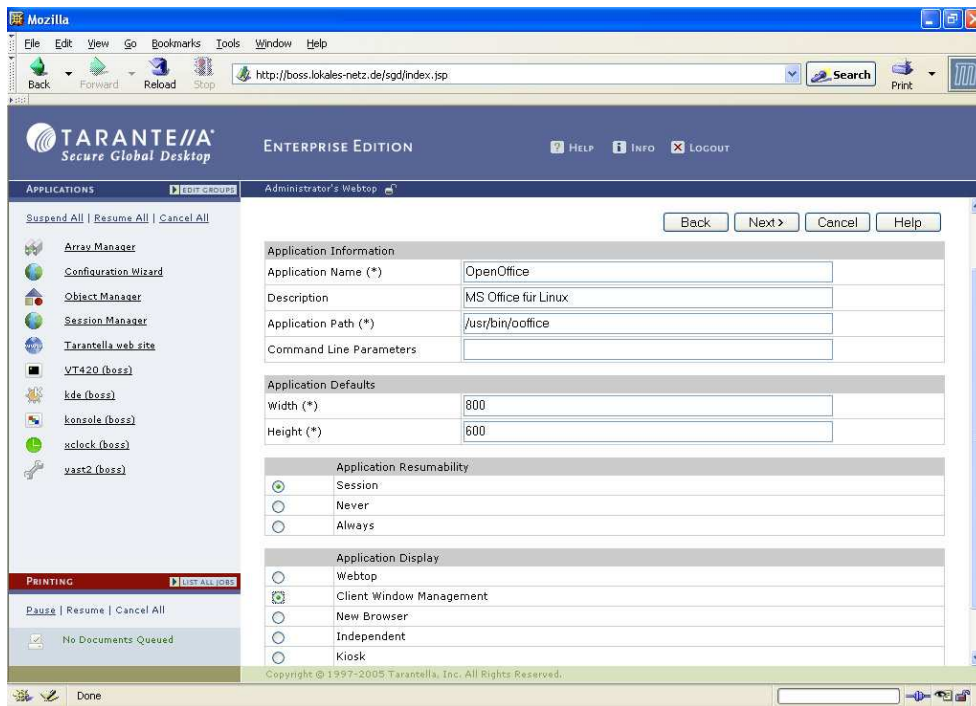 Mozilla
File Edit View Go Bookmarks Tools Window Help
Back Forward Reload Stop http://boss.lokales-netz.de/sgd/index.jsp Search Print
TARANTELLA
Secure Global Desktop
ENTERPRISE EDITION
HELP INFO LOGOUT
APPLICATIONS EDIT GROUPS
Administrator's Webtop
Suspend All | Resume All | Cancel All
Array Manager
Configuration Wizard
Object Manager
Session Manager
Tarantella web site
VT420 (boss)
kde (boss)
konsole (boss)
xclock (boss)
yast2 (boss)
PRINTING LIST ALL JOBS
Pause | Resume | Cancel All
No Documents Queued
Back Next> Cancel Help
Application Information
Application Name (*) OpenOffice
Description MS Office für Linux
Application Path (*) /usr/bin/ooffice
Command Line Parameters
Application Defaults
Width (*) 800
Height (*) 600
Application Resumability
Session
Never
Always
Application Display
Webtop
Client Window Management
New Browser
Independent
Kiosk
Copyright © 1997-2005 Tarantella, Inc. All Rights Reserved.
Done